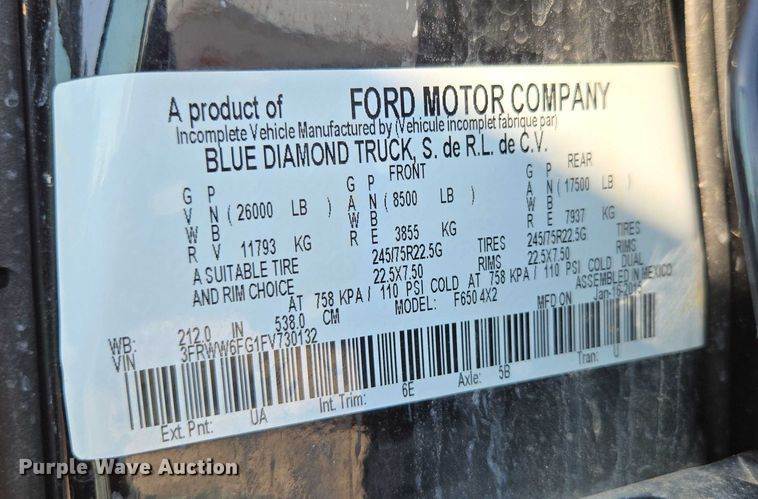 A product of FORD MOTOR COMPANY
Incomplete Vehicle Manufactured by (Vehicule incomplet fabrique par)
BLUE DIAMOND TRUCK, S. de R.L. de C.V.
FRONT REAR
G P G P G P
V N ( 26000 LB ) A N ( 8500 LB ) A N ( 17500 LB )
W B W B W B
R V 11793 KG R E 3855 KG R E 7937 KG
A SUITABLE TIRE 245/75R22.5G TIRES 245/75R22.5G TIRES
AND RIM CHOICE 22.5X7.50 RIMS 22.5X7.50 RIMS
AT 758 KPA/ 110 PSI COLD AT 758 KPA/ 110 PSI COLD DUAL
WB: 212.0 IN 538.0 CM MODEL: F650 4X2 ASSEMBLED IN MEXICO
VIN 3FRWW6FG1FV730132 MFD ON Jan-16-2015
Ext. Pnt: UA Int. Trim: 6E Axle: 5B Tran: U
Purple Wave Auction